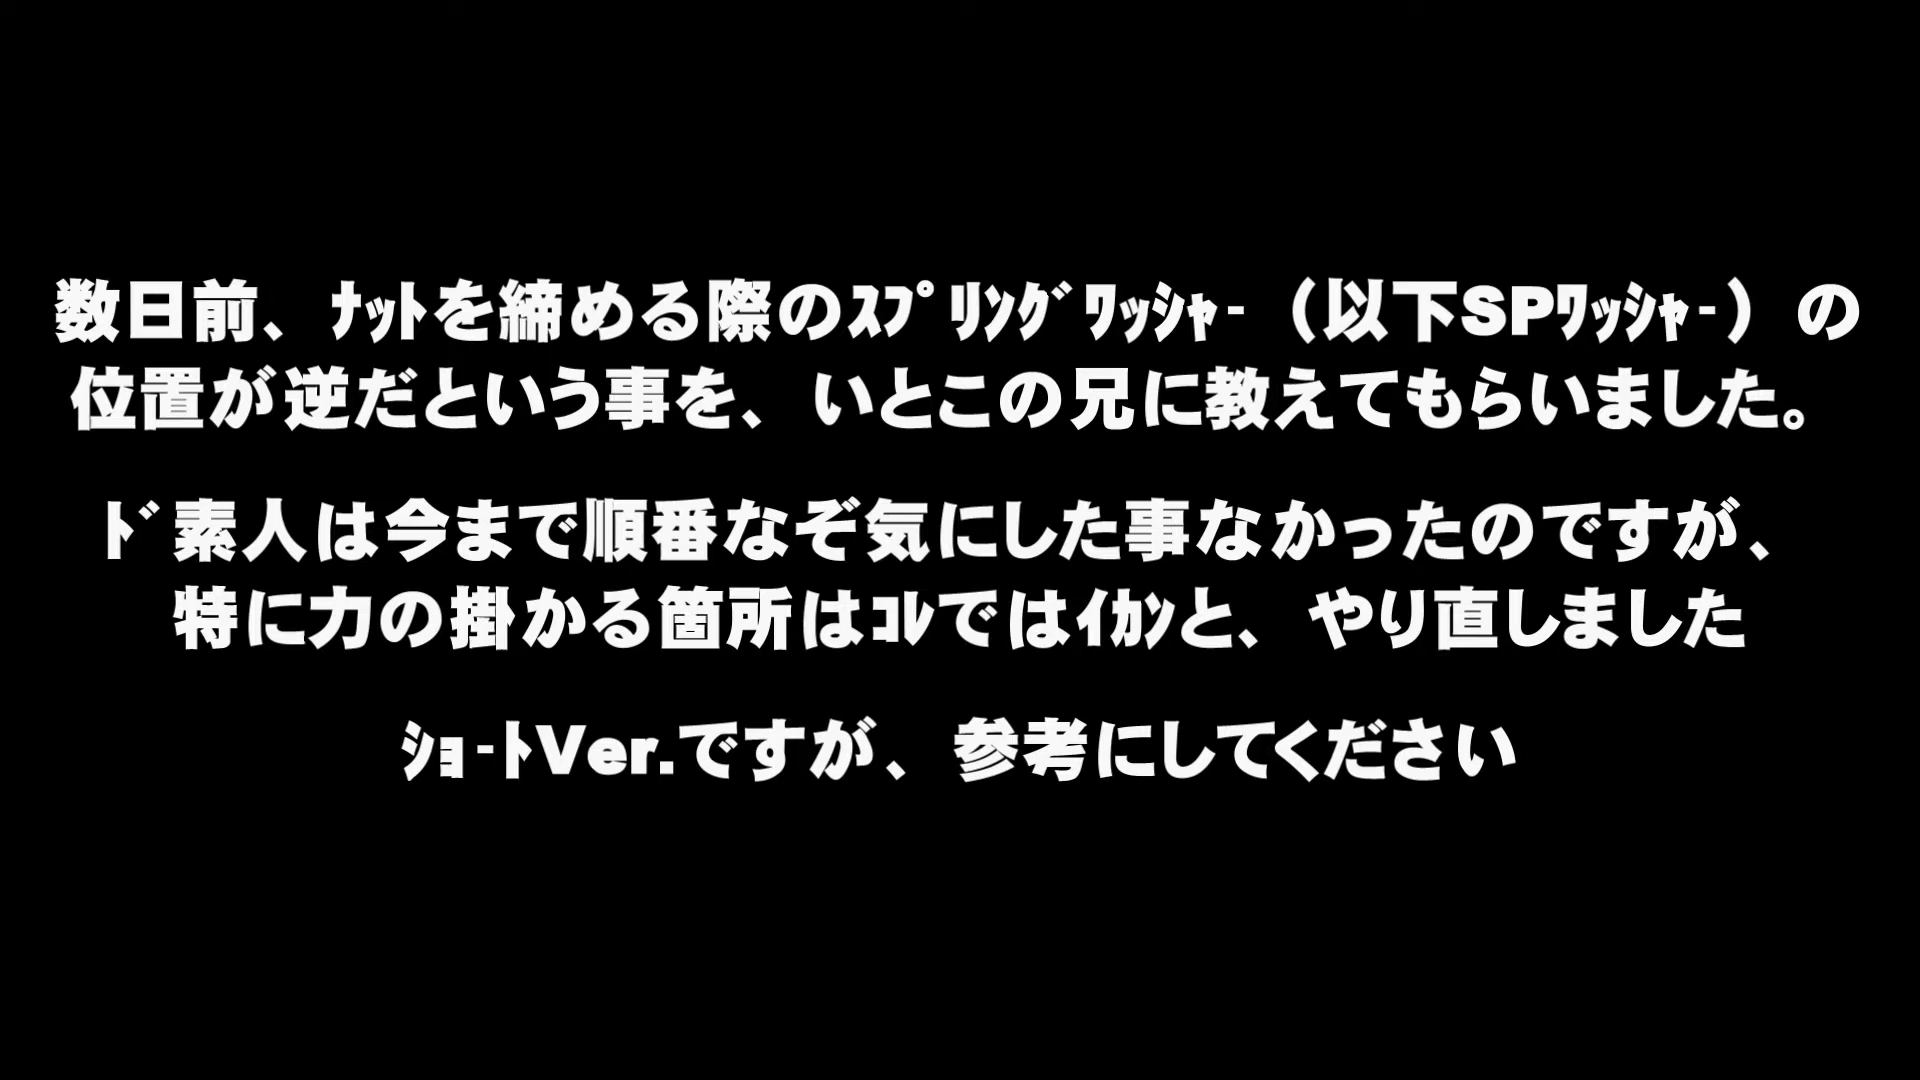 数日前、ﾅｯﾄを締める際のｽﾌﾟﾘﾝｸﾞﾜｯｼｬｰ（以下SPﾜｯｼｬｰ）の
位置が逆だという事を、いとこの兄に教えてもらいました。
ﾄﾞ素人は今まで順番なぞ気にした事なかったのですが、
特に力の掛かる箇所はｺﾚではｲｶﾝと、やり直しました
ｼｮｰﾄVer.ですが、参考にしてください